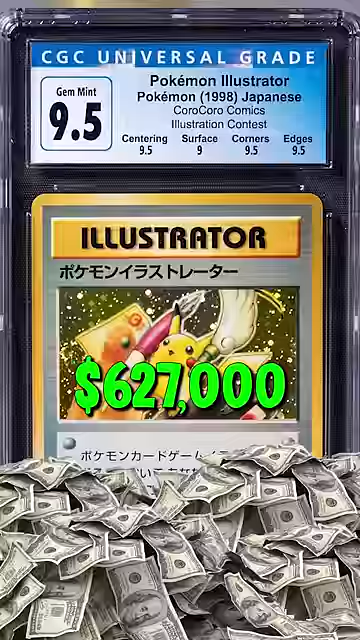 CGC UNIVERSAL GRADE
Gem Mint
9.5
Pokémon Illustrator
Pokémon (1998) Japanese
CoroCoro Comics
Illustration Contest
Centering Surface Corners Edges
9.5 9 9.5 9.5
ILLUSTRATOR
ポケモンイラストレーター
$627,000
ポケモンカードゲームイラ